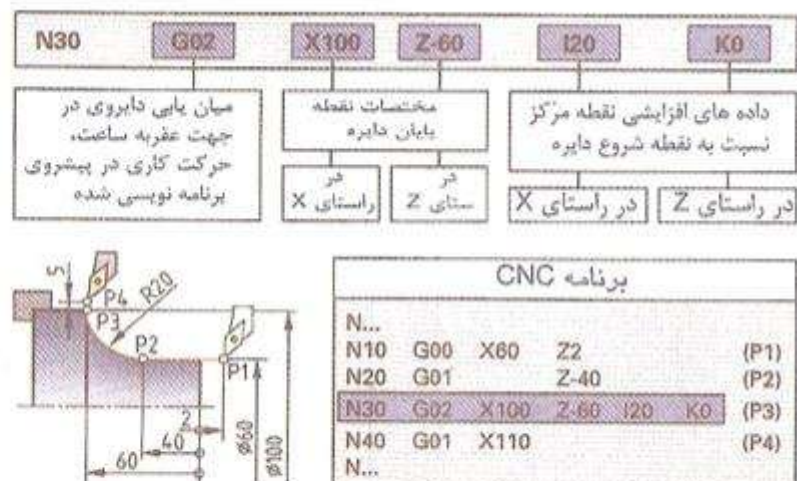 N30 G02 X100 Z-60 I20 K0
میان یابی دایروی در
جهت عقربه ساعت،
حرکت کاری در پیشروی
برنامه نویسی شده
مختصات نقطه
پایان دایره
در
راستای X
در
ستای Z
داده های افزایشی نقطه مرکز
نسبت به نقطه شروع دایره
در راستای X
در راستای Z
5
P4
P3
R20
P2
P1
2
40
60
ø60
ø100
برنامه CNC
N...
N10 G00 X60 Z2 (P1)
N20 G01 Z-40 (P2)
N30 G02 X100 Z-60 I20 K0 (P3)
N40 G01 X110 (P4)
N...